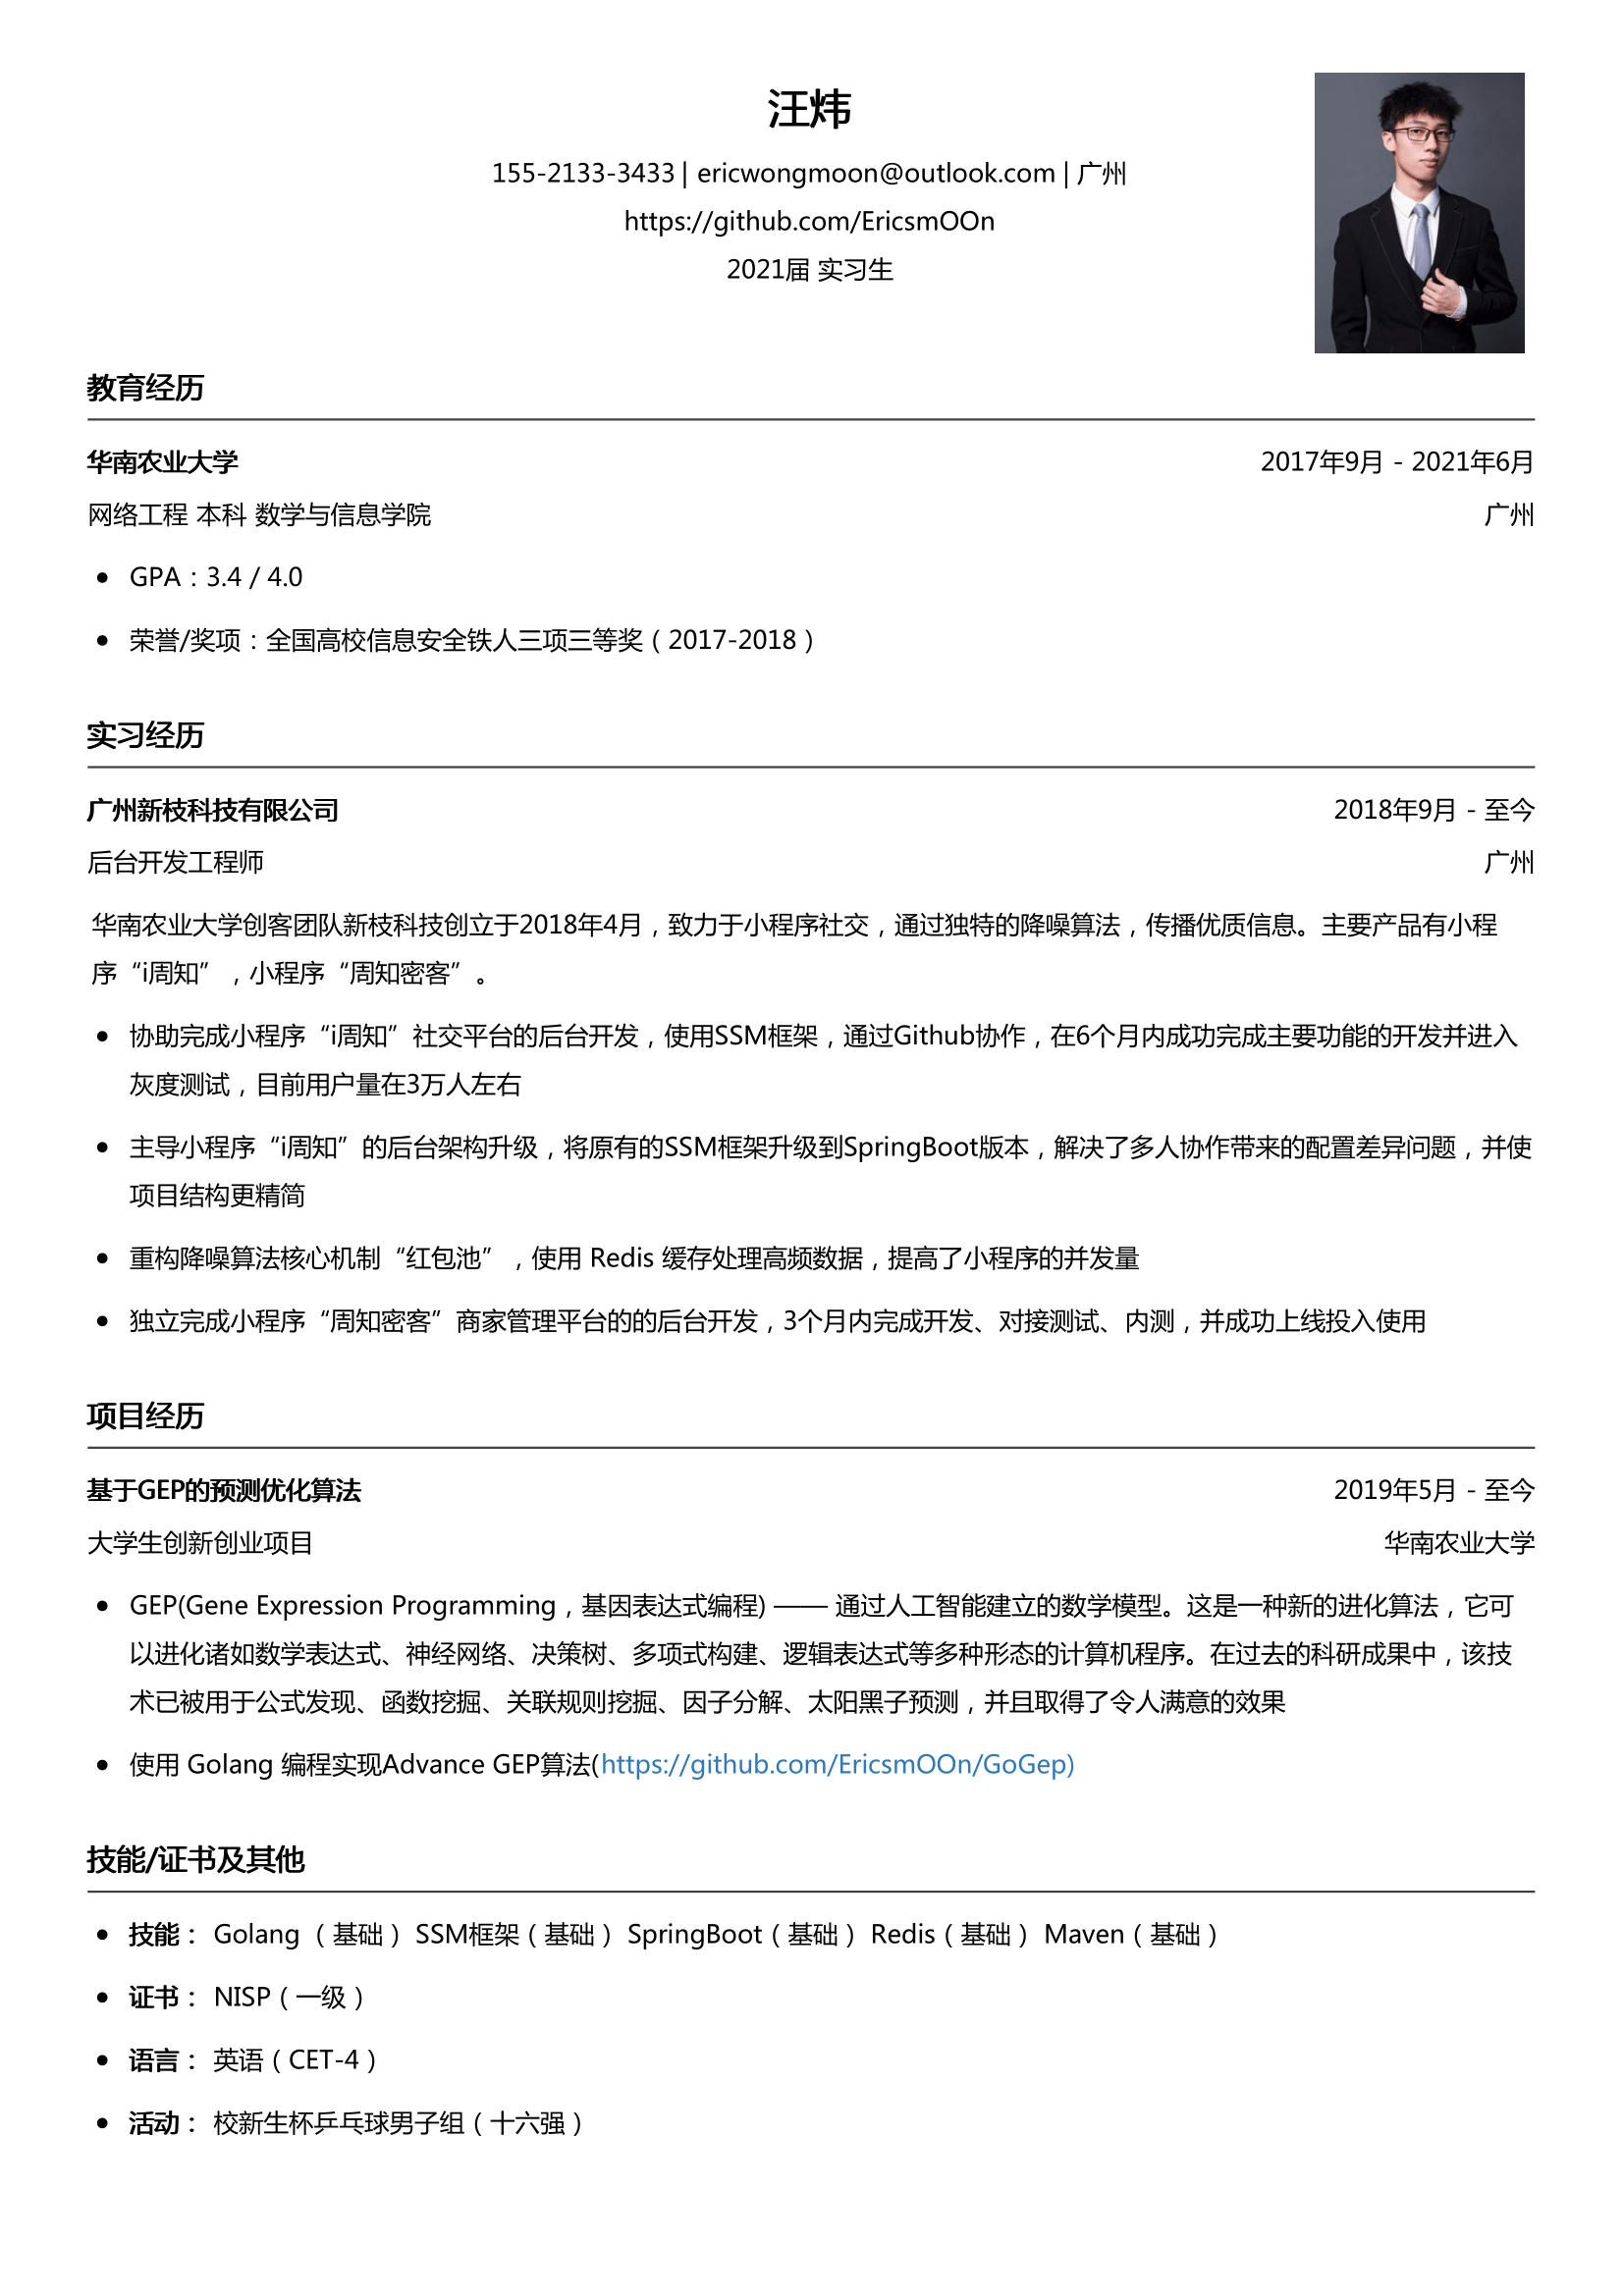 汪炜
155-2133-3433 | ericwongmoon@outlook.com | 广州
https://github.com/EricsmOOn
2021届 实习生
教育经历
华南农业大学 2017年9月 - 2021年6月
网络工程 本科 数学与信息学院 广州
• GPA：3.4 / 4.0
• 荣誉/奖项：全国高校信息安全铁人三项三等奖（2017-2018）
实习经历
广州新枝科技有限公司 2018年9月 - 至今
后台开发工程师 广州
华南农业大学创客团队新枝科技创立于2018年4月，致力于小程序社交，通过独特的降噪算法，传播优质信息。主要产品有小程
序“i周知”，小程序“周知密客”。
• 协助完成小程序“i周知”社交平台的后台开发，使用SSM框架，通过Github协作，在6个月内成功完成主要功能的开发并进入
灰度测试，目前用户量在3万人左右
• 主导小程序“i周知”的后台架构升级，将原有的SSM框架升级到SpringBoot版本，解决了多人协作带来的配置差异问题，并使
项目结构更精简
• 重构降噪算法核心机制“红包池”，使用 Redis 缓存处理高频数据，提高了小程序的并发量
• 独立完成小程序“周知密客”商家管理平台的的后台开发，3个月内完成开发、对接测试、内测，并成功上线投入使用
项目经历
基于GEP的预测优化算法 2019年5月 - 至今
大学生创新创业项目 华南农业大学
• GEP(Gene Expression Programming，基因表达式编程) —— 通过人工智能建立的数学模型。这是一种新的进化算法，它可
以进化诸如数学表达式、神经网络、决策树、多项式构建、逻辑表达式等多种形态的计算机程序。在过去的科研成果中，该技
术已被用于公式发现、函数挖掘、关联规则挖掘、因子分解、太阳黑子预测，并且取得了令人满意的效果
• 使用 Golang 编程实现Advance GEP算法(https://github.com/EricsmOOn/GoGep)
技能/证书及其他
• 技能： Golang （基础） SSM框架（基础） SpringBoot（基础） Redis（基础） Maven（基础）
• 证书： NISP（一级）
• 语言： 英语（CET-4）
• 活动： 校新生杯乒乓球男子组（十六强）